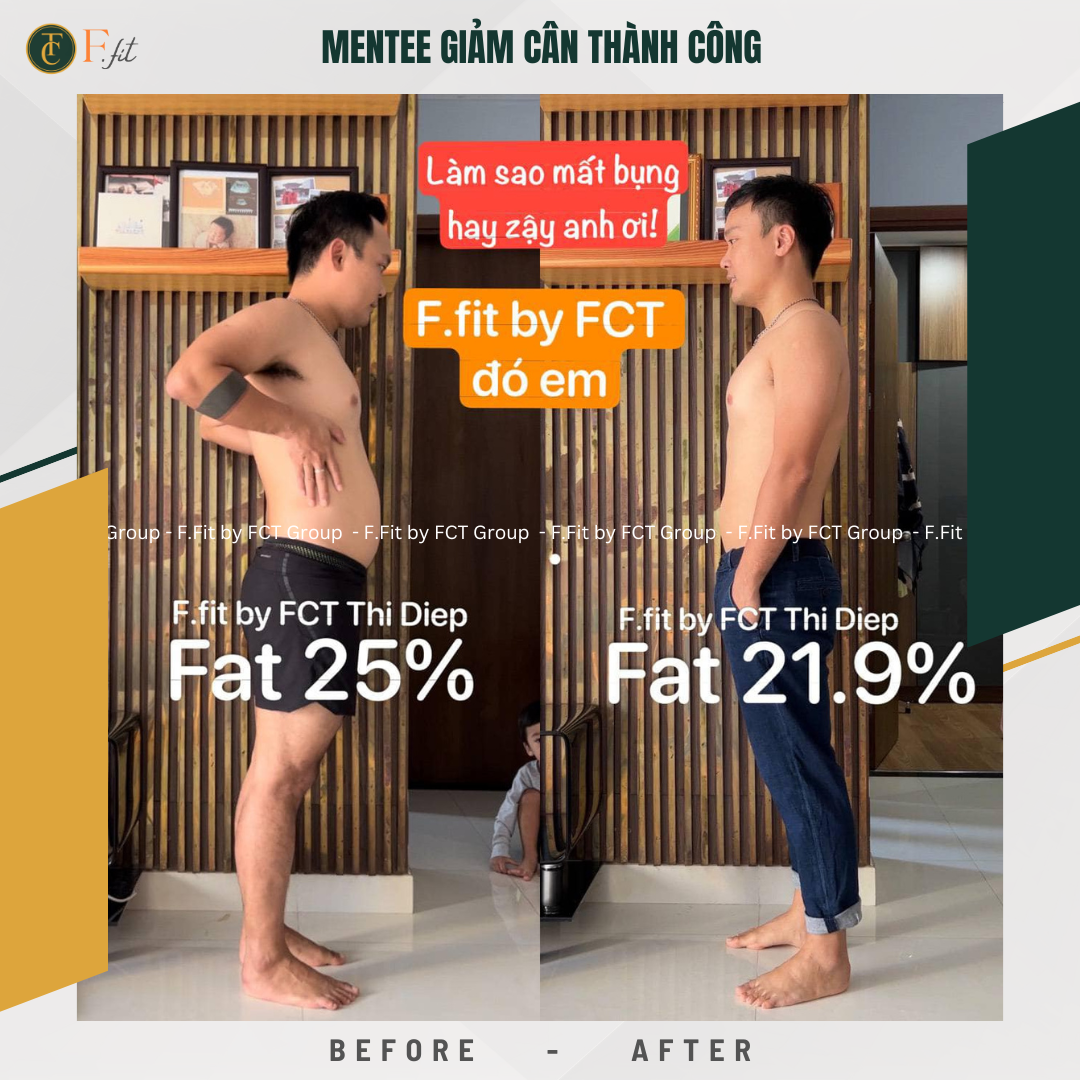 F.fit
MENTEE GIẢM CÂN THÀNH CÔNG
Làm sao mất bụng
hay zậy anh ơi!
F.fit by FCT
đó em
Group - F.Fit by FCT Group - F.Fit by FCT Group - F.Fit by FCT Group - F.Fit by FCT Group - F.Fit
F.fit by FCT Thi Diep
Fat 25%
F.fit by FCT Thi Diep
Fat 21.9%
BEFORE - AFTER